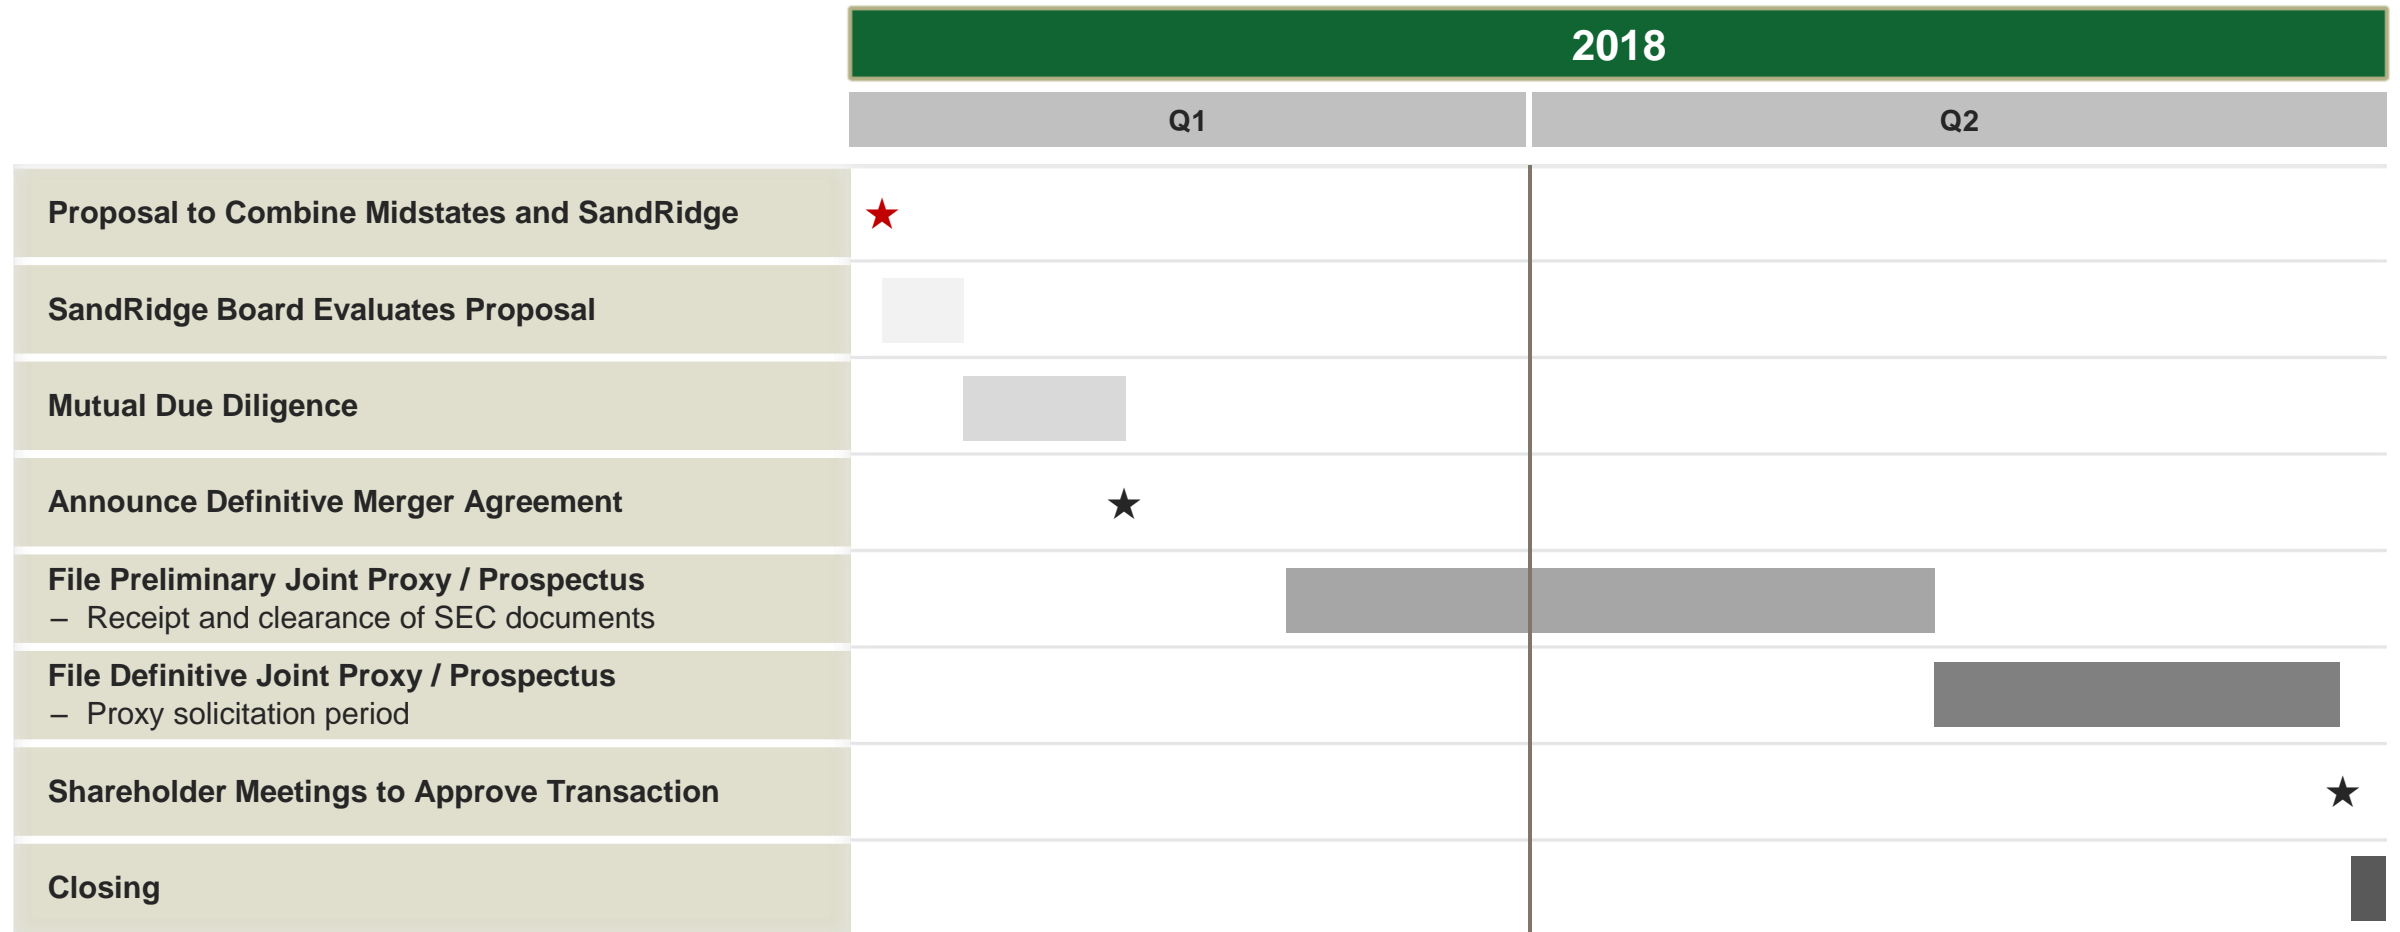 2018
Q1 Q2
Proposal to Combine Midstates and SandRidge
SandRidge Board Evaluates Proposal
Mutual Due Diligence
Announce Definitive Merger Agreement
File Preliminary Joint Proxy / Prospectus
– Receipt and clearance of SEC documents
File Definitive Joint Proxy / Prospectus
– Proxy solicitation period
Shareholder Meetings to Approve Transaction
Closing